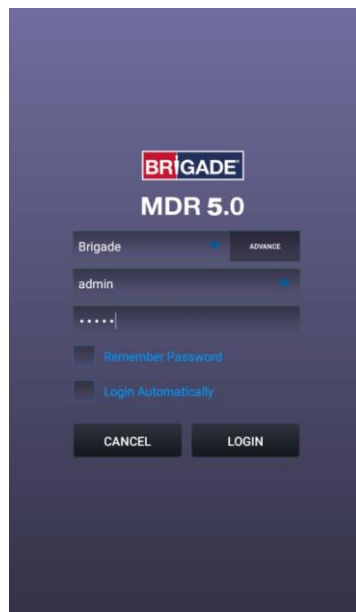 BRIGADE
MDR 5.0
Brigade ADVANCE
admin
•••••
Remember Password
Login Automatically
CANCEL LOGIN